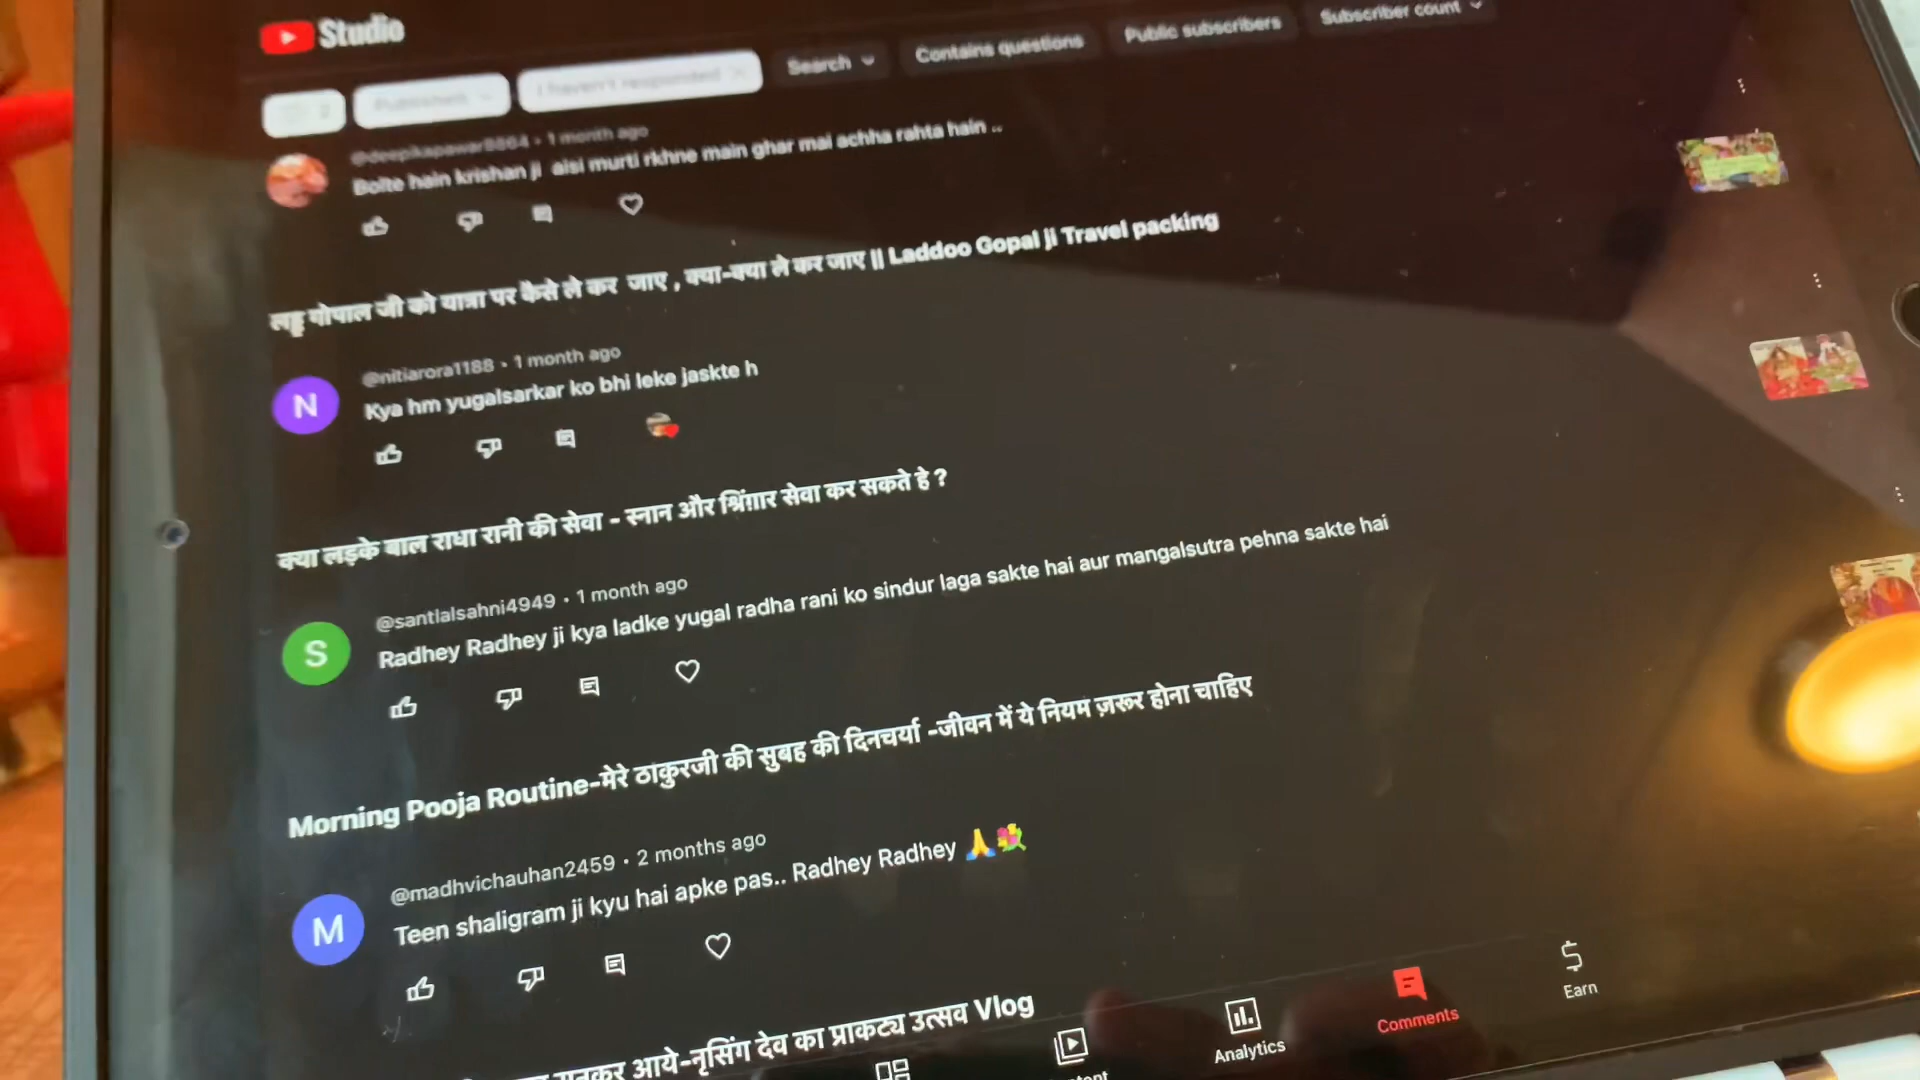 Studio
Published
I haven't responded
Search
Contains questions
Public subscribers
Subscriber count
@deepikapawar8864 • 1 month ago
Bolte hain krishan ji aisi murti rkhne main ghar mai achha rahta hain ..
लड्डू गोपाल जी को यात्रा पर कैसे ले कर जाए , क्या-क्या ले कर जाए || Laddoo Gopal ji Travel packing
N
@nitiarora1188 • 1 month ago
Kya hm yugalsarkar ko bhi leke jaskte h
क्या लड़के बाल राधा रानी की सेवा - स्नान और श्रिंगार सेवा कर सकते है ?
S
@santlalsahni4949 • 1 month ago
Radhey Radhey ji kya ladke yugal radha rani ko sindur laga sakte hai aur mangalsutra pehna sakte hai
Morning Pooja Routine-मेरे ठाकुरजी की सुबह की दिनचर्या -जीवन में ये नियम ज़रूर होना चाहिए
M
@madhvichauhan2459 • 2 months ago
Teen shaligram ji kyu hai apke pas.. Radhey Radhey 🙏💐
आये-नृसिंग देव का प्राकट्य उत्सव Vlog
Analytics
Comments
Earn